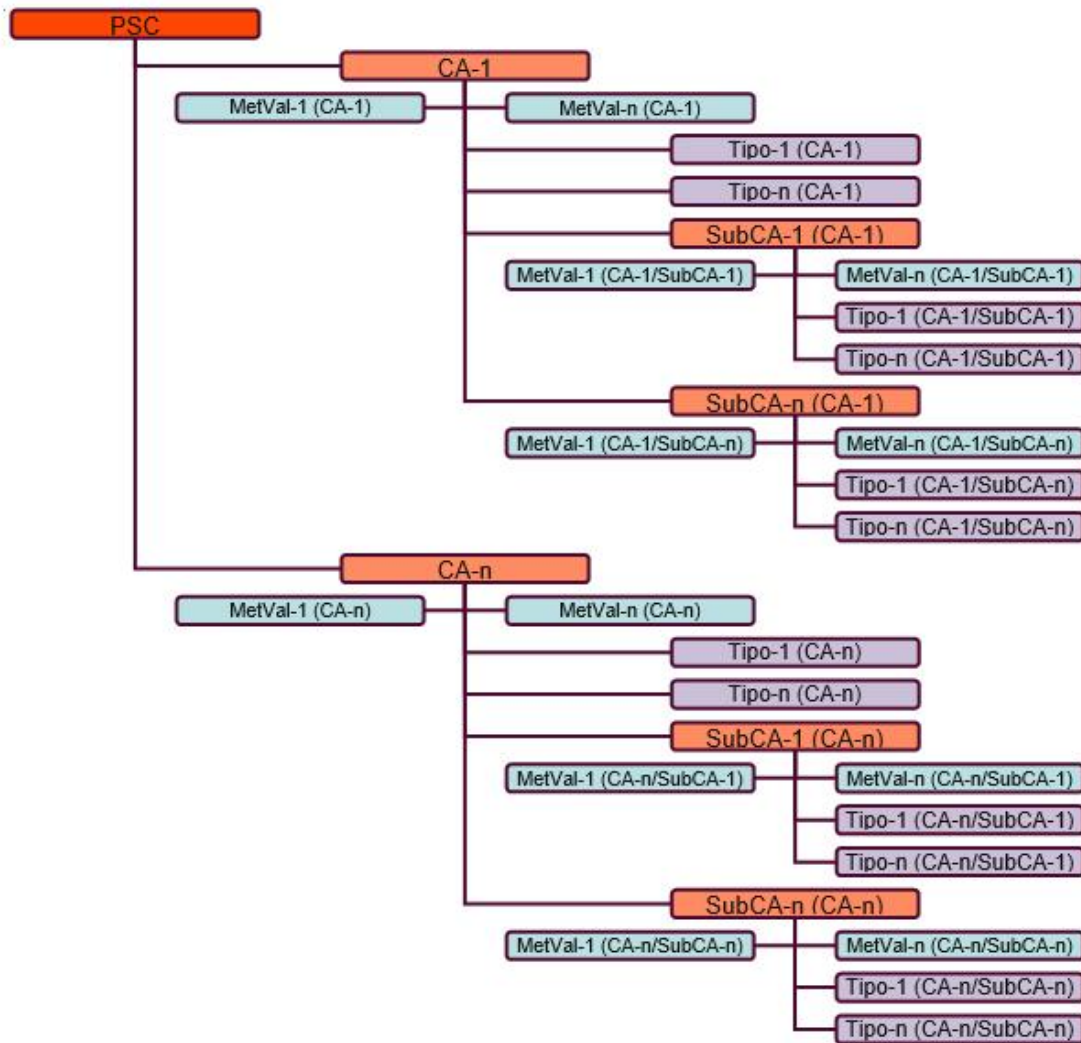 PSC
CA-1
MetVal-1 (CA-1)
MetVal-n (CA-1)
Tipo-1 (CA-1)
Tipo-n (CA-1)
SubCA-1 (CA-1)
MetVal-1 (CA-1/SubCA-1)
MetVal-n (CA-1/SubCA-1)
Tipo-1 (CA-1/SubCA-1)
Tipo-n (CA-1/SubCA-1)
SubCA-n (CA-1)
MetVal-1 (CA-1/SubCA-n)
MetVal-n (CA-1/SubCA-n)
Tipo-1 (CA-1/SubCA-n)
Tipo-n (CA-1/SubCA-n)
CA-n
MetVal-1 (CA-n)
MetVal-n (CA-n)
Tipo-1 (CA-n)
Tipo-n (CA-n)
SubCA-1 (CA-n)
MetVal-1 (CA-n/SubCA-1)
MetVal-n (CA-n/SubCA-1)
Tipo-1 (CA-n/SubCA-1)
Tipo-n (CA-n/SubCA-1)
SubCA-n (CA-n)
MetVal-1 (CA-n/SubCA-n)
MetVal-n (CA-n/SubCA-n)
Tipo-1 (CA-n/SubCA-n)
Tipo-n (CA-n/SubCA-n)